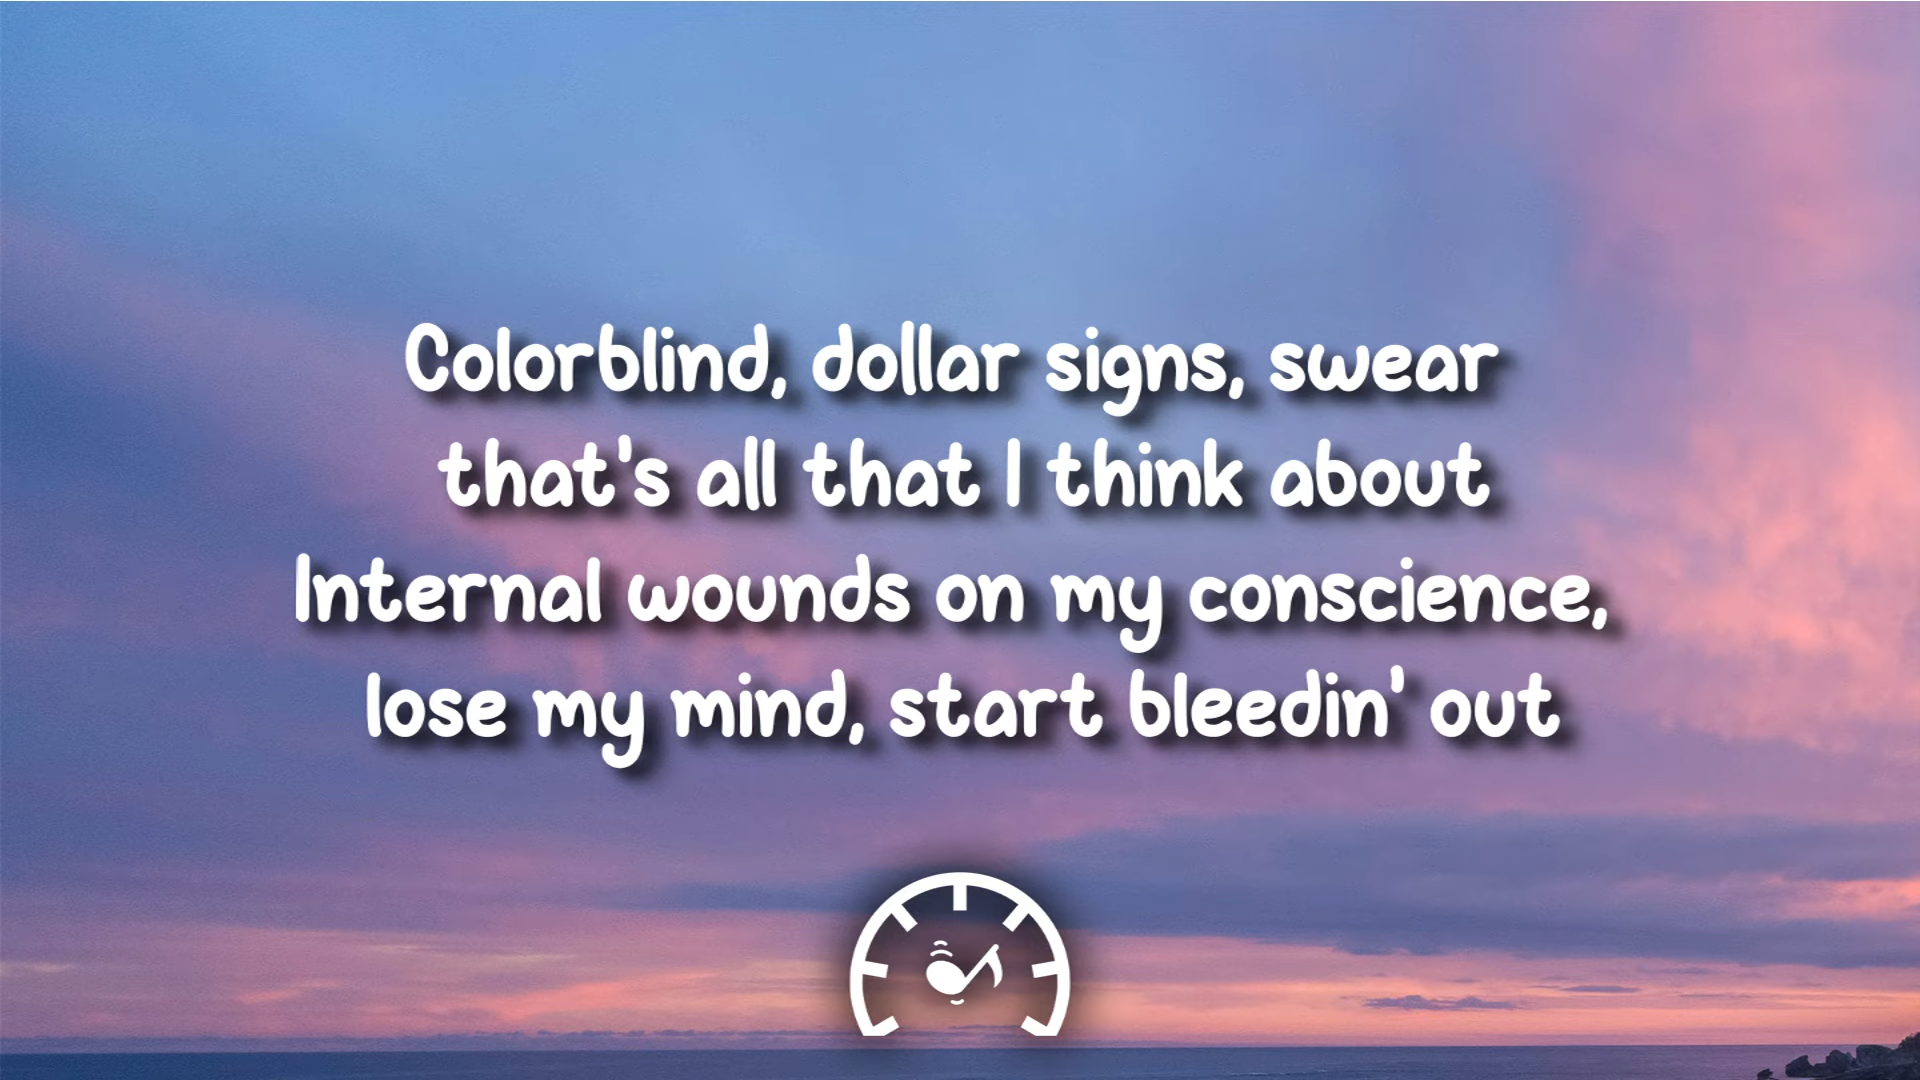 Colorblind, dollar signs, swear
that's all that I think about
Internal wounds on my conscience,
lose my mind, start bleedin' out